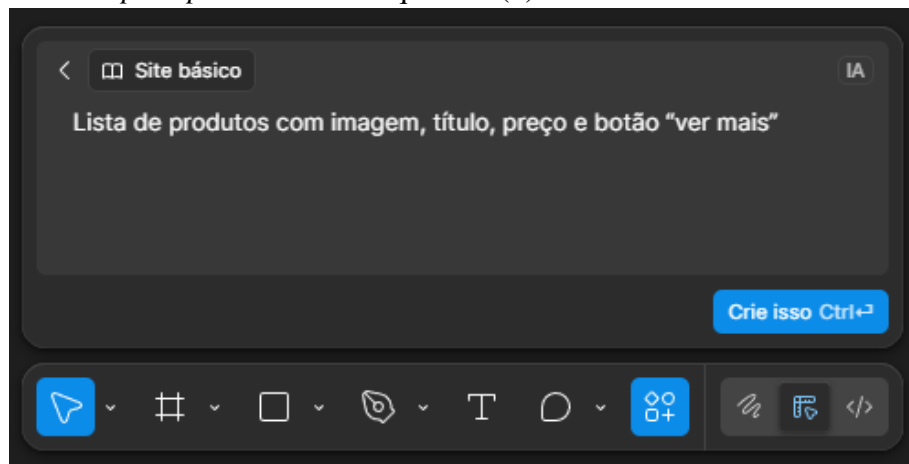 Site básico
IA
Lista de produtos com imagem, título, preço e botão “ver mais”
Crie isso Ctrl↵
T